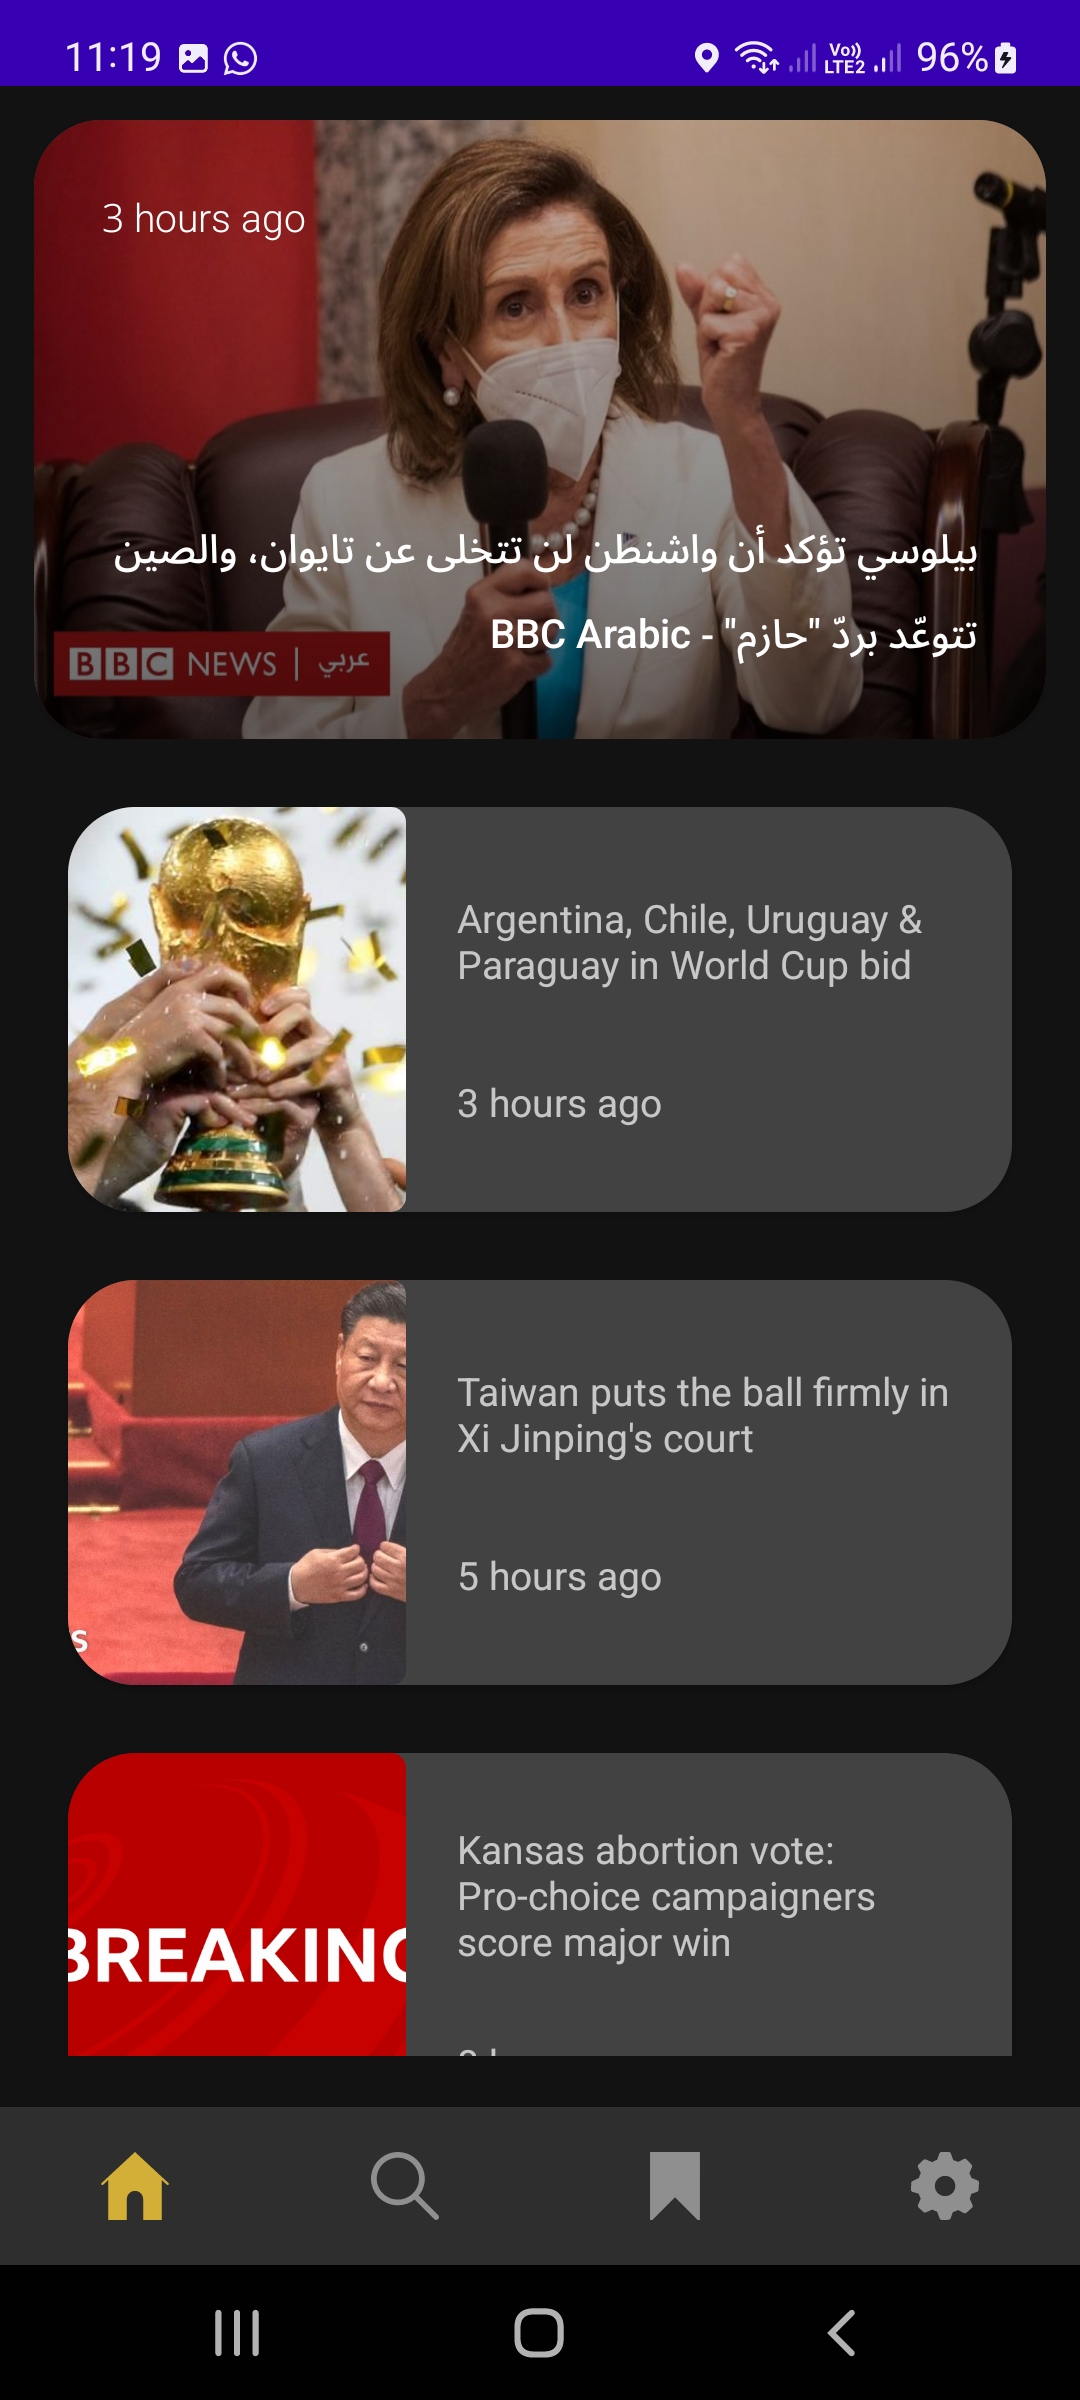 11:19
Vo)) LTE2 96%
3 hours ago
بيلوسي تؤكد أن واشنطن لن تتخلى عن تايوان، والصين
تتوعّد بردّ "حازم" - BBC Arabic
BBC NEWS | عربي
Argentina, Chile, Uruguay &
Paraguay in World Cup bid
3 hours ago
Taiwan puts the ball firmly in
Xi Jinping's court
5 hours ago
s
Kansas abortion vote:
Pro-choice campaigners
score major win
BREAKING